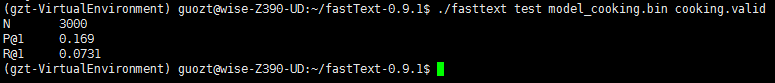 (gzt-VirtualEnvironment) guozt@wise-Z390-UD:~/fastText-0.9.1$ ./fasttext test model_cooking.bin cooking.valid
N       3000
P@1     0.169
R@1     0.0731
(gzt-VirtualEnvironment) guozt@wise-Z390-UD:~/fastText-0.9.1$